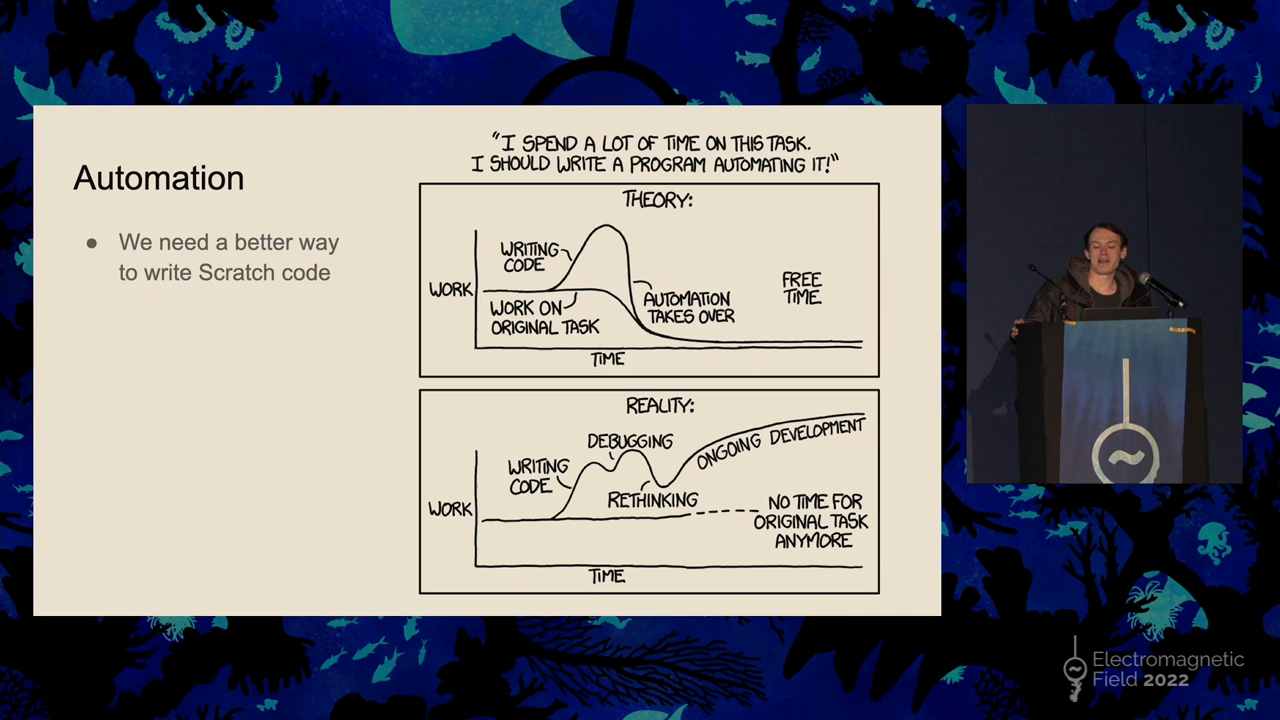 Automation
● We need a better way
to write Scratch code
"I SPEND A LOT OF TIME ON THIS TASK.
I SHOULD WRITE A PROGRAM AUTOMATING IT!"
THEORY:
WRITING
CODE
WORK
WORK ON
ORIGINAL TASK
AUTOMATION
TAKES OVER
FREE
TIME
TIME
REALITY:
WRITING
CODE
DEBUGGING
ONGOING DEVELOPMENT
RETHINKING
WORK
NO TIME FOR
ORIGINAL TASK
ANYMORE
TIME
Electromagnetic
Field 2022